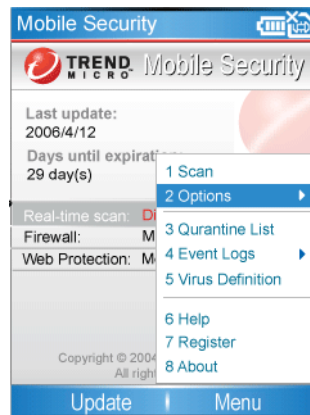 Mobile Security
TREND MICRO Mobile Security
Last update:
2006/4/12
Days until expiration:
29 day(s)
Real-time scan: Di
Firewall: M
Web Protection: M
1 Scan
2 Options
3 Qurantine List
4 Event Logs
5 Virus Definition
6 Help
7 Register
8 About
Copyright © 2004
All righ
Update
Menu